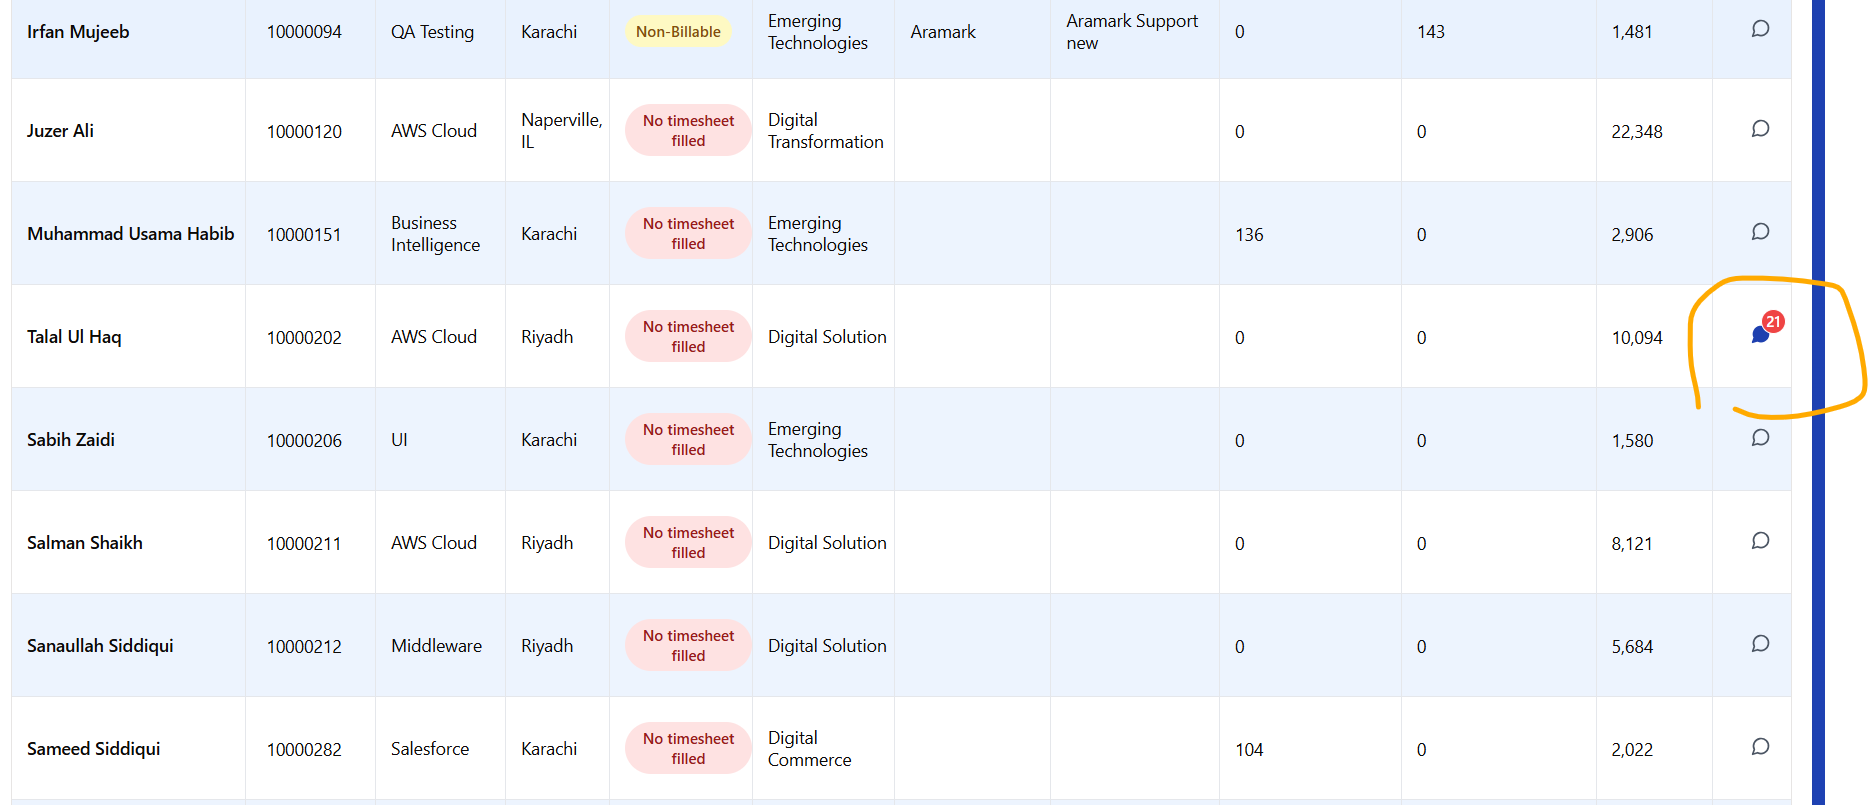 Irfan Mujeeb 10000094 QA Testing Karachi Non-Billable Emerging Technologies Aramark Aramark Support new 0 143 1,481
Juzer Ali 10000120 AWS Cloud Naperville, IL No timesheet filled Digital Transformation 0 0 22,348
Muhammad Usama Habib 10000151 Business Intelligence Karachi No timesheet filled Emerging Technologies 136 0 2,906
Talal Ul Haq 10000202 AWS Cloud Riyadh No timesheet filled Digital Solution 0 0 10,094 21
Sabih Zaidi 10000206 UI Karachi No timesheet filled Emerging Technologies 0 0 1,580
Salman Shaikh 10000211 AWS Cloud Riyadh No timesheet filled Digital Solution 0 0 8,121
Sanaullah Siddiqui 10000212 Middleware Riyadh No timesheet filled Digital Solution 0 0 5,684
Sameed Siddiqui 10000282 Salesforce Karachi No timesheet filled Digital Commerce 104 0 2,022